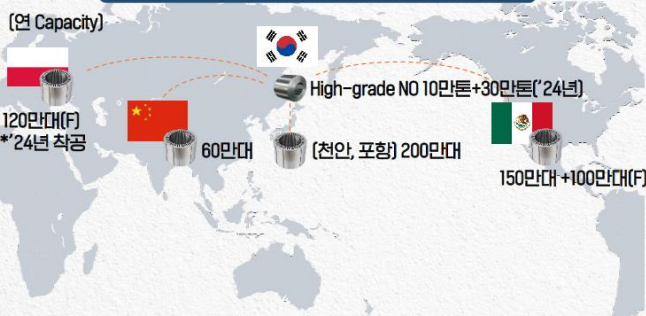 (연 Capacity)
High-grade NO 10만톤+30만톤('24년)
120만대(F)
*'24년 착공
60만대
(천안, 포항) 200만대
150만대+100만대(F)